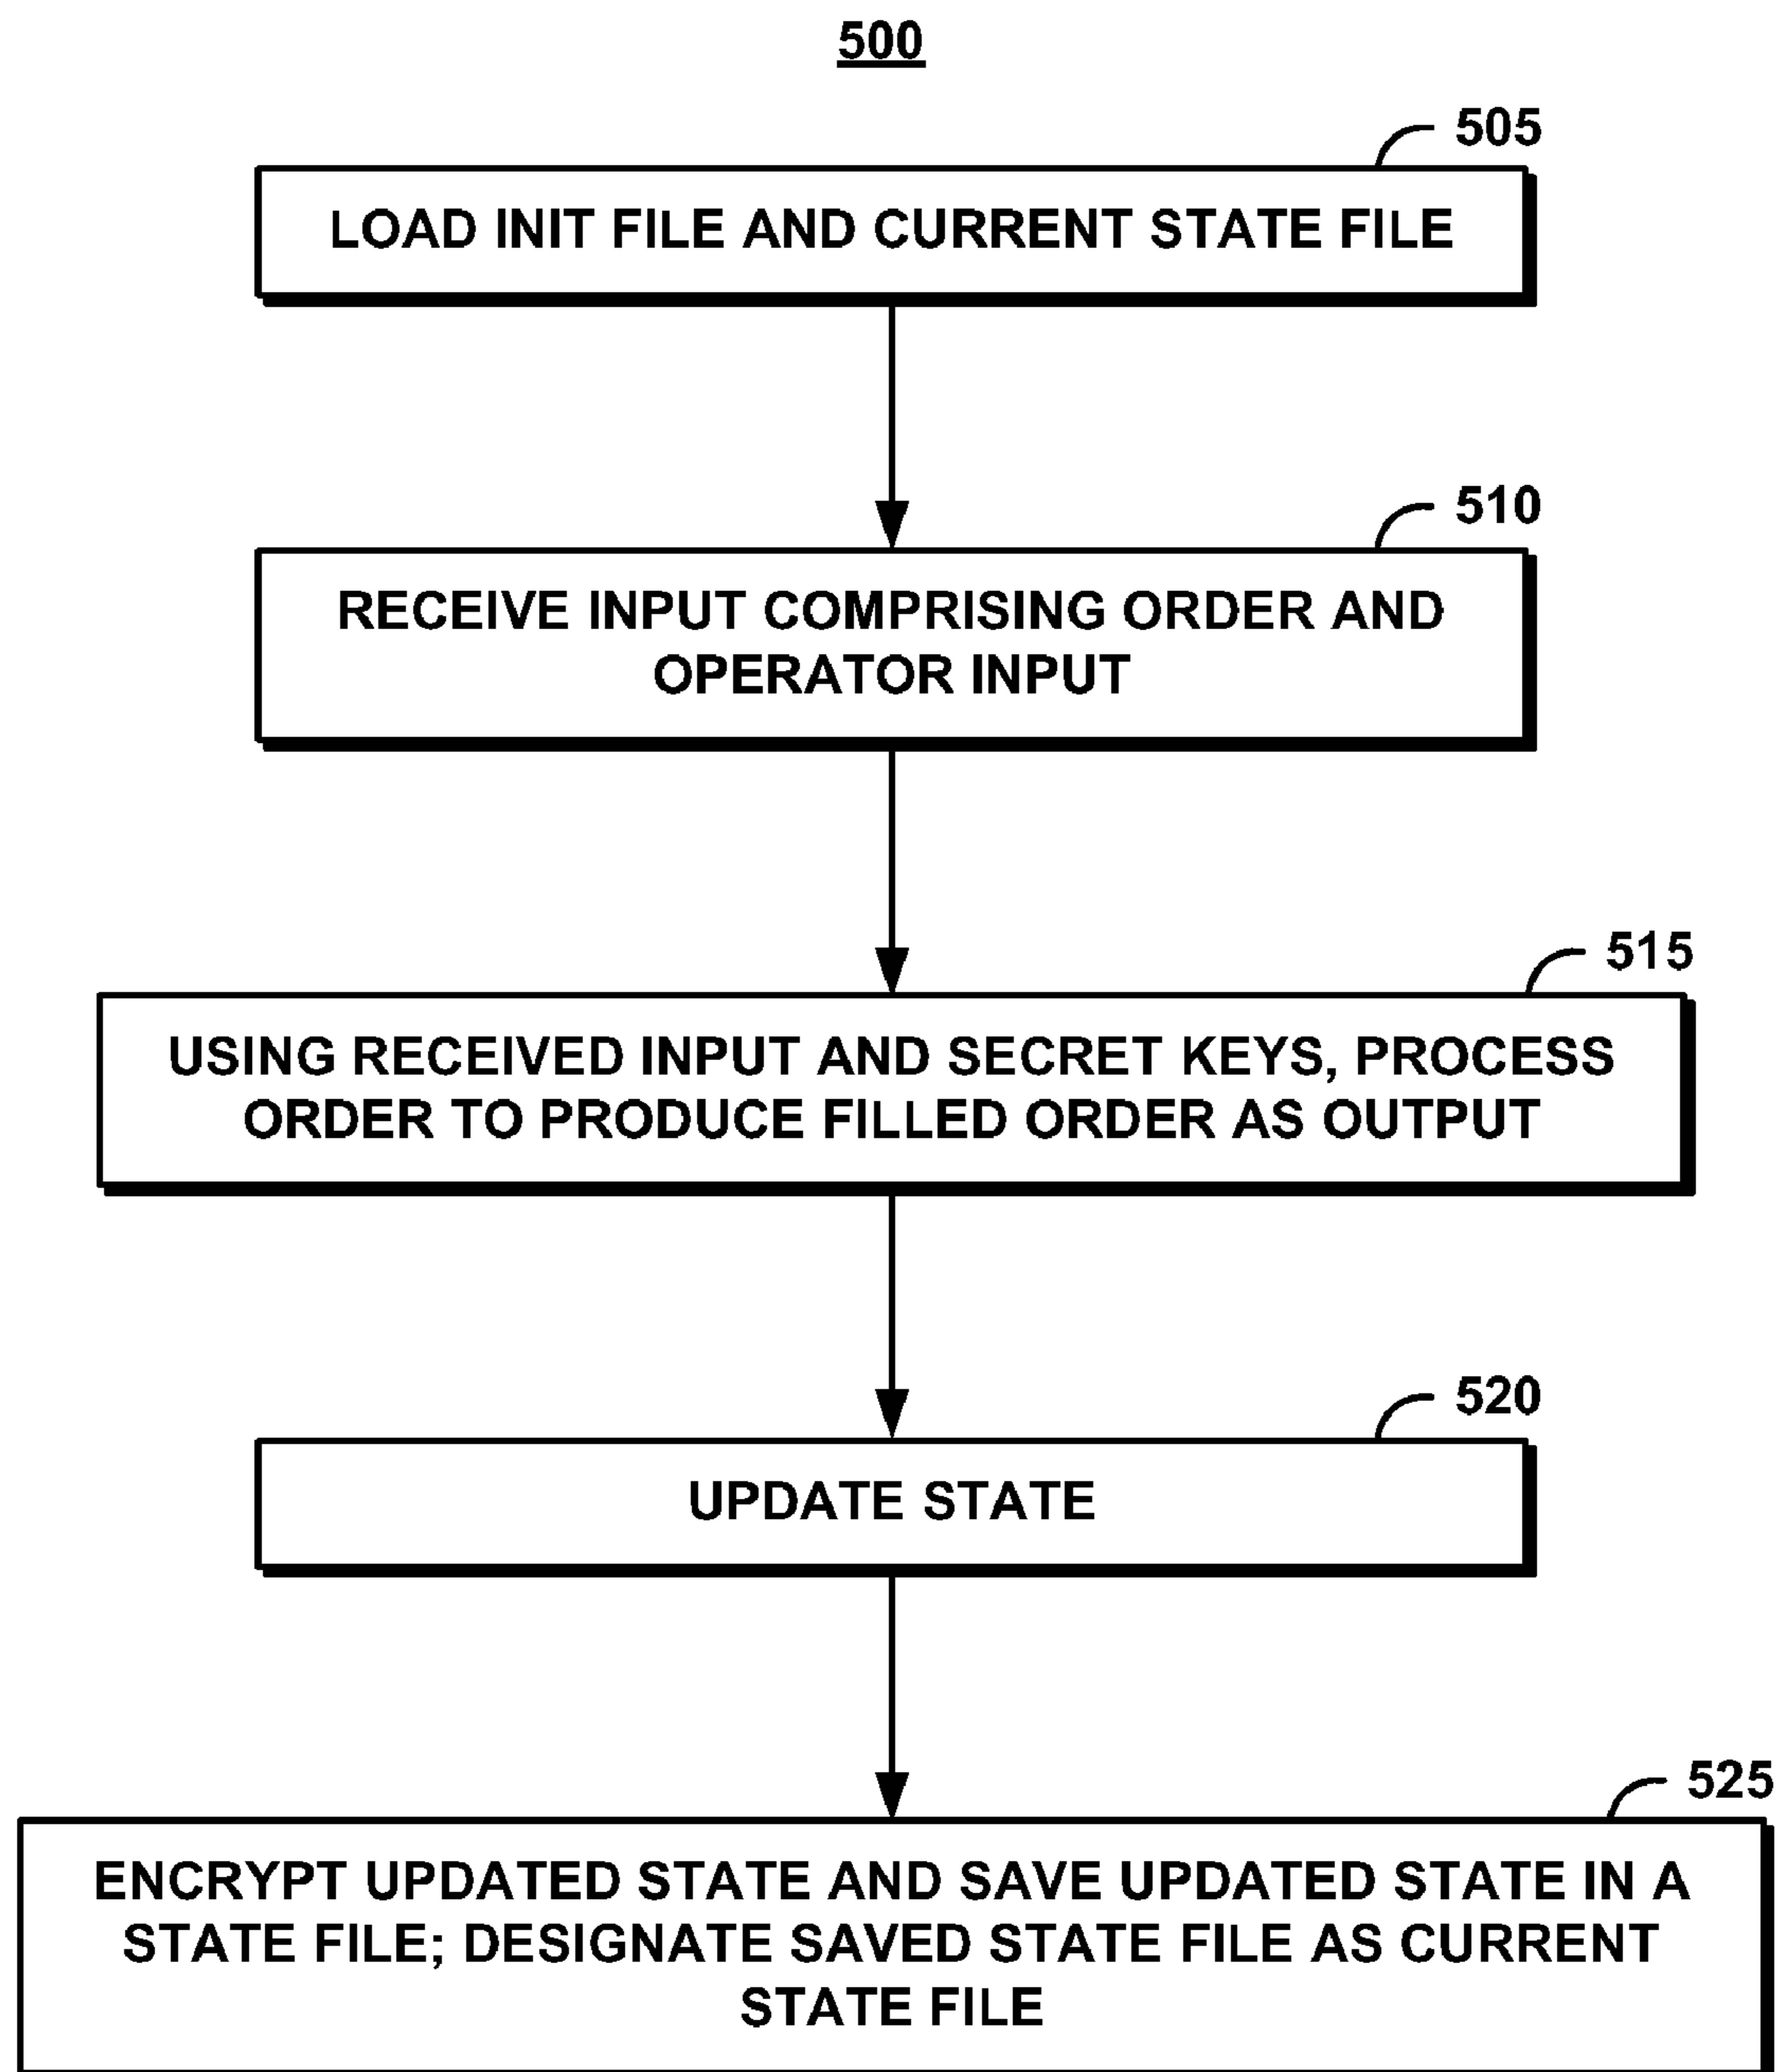 500
505
LOAD INIT FILE AND CURRENT STATE FILE
510
RECEIVE INPUT COMPRISING ORDER AND
OPERATOR INPUT
515
USING RECEIVED INPUT AND SECRET KEYS, PROCESS
ORDER TO PRODUCE FILLED ORDER AS OUTPUT
520
UPDATE STATE
525
ENCRYPT UPDATED STATE AND SAVE UPDATED STATE IN A
STATE FILE; DESIGNATE SAVED STATE FILE AS CURRENT
STATE FILE